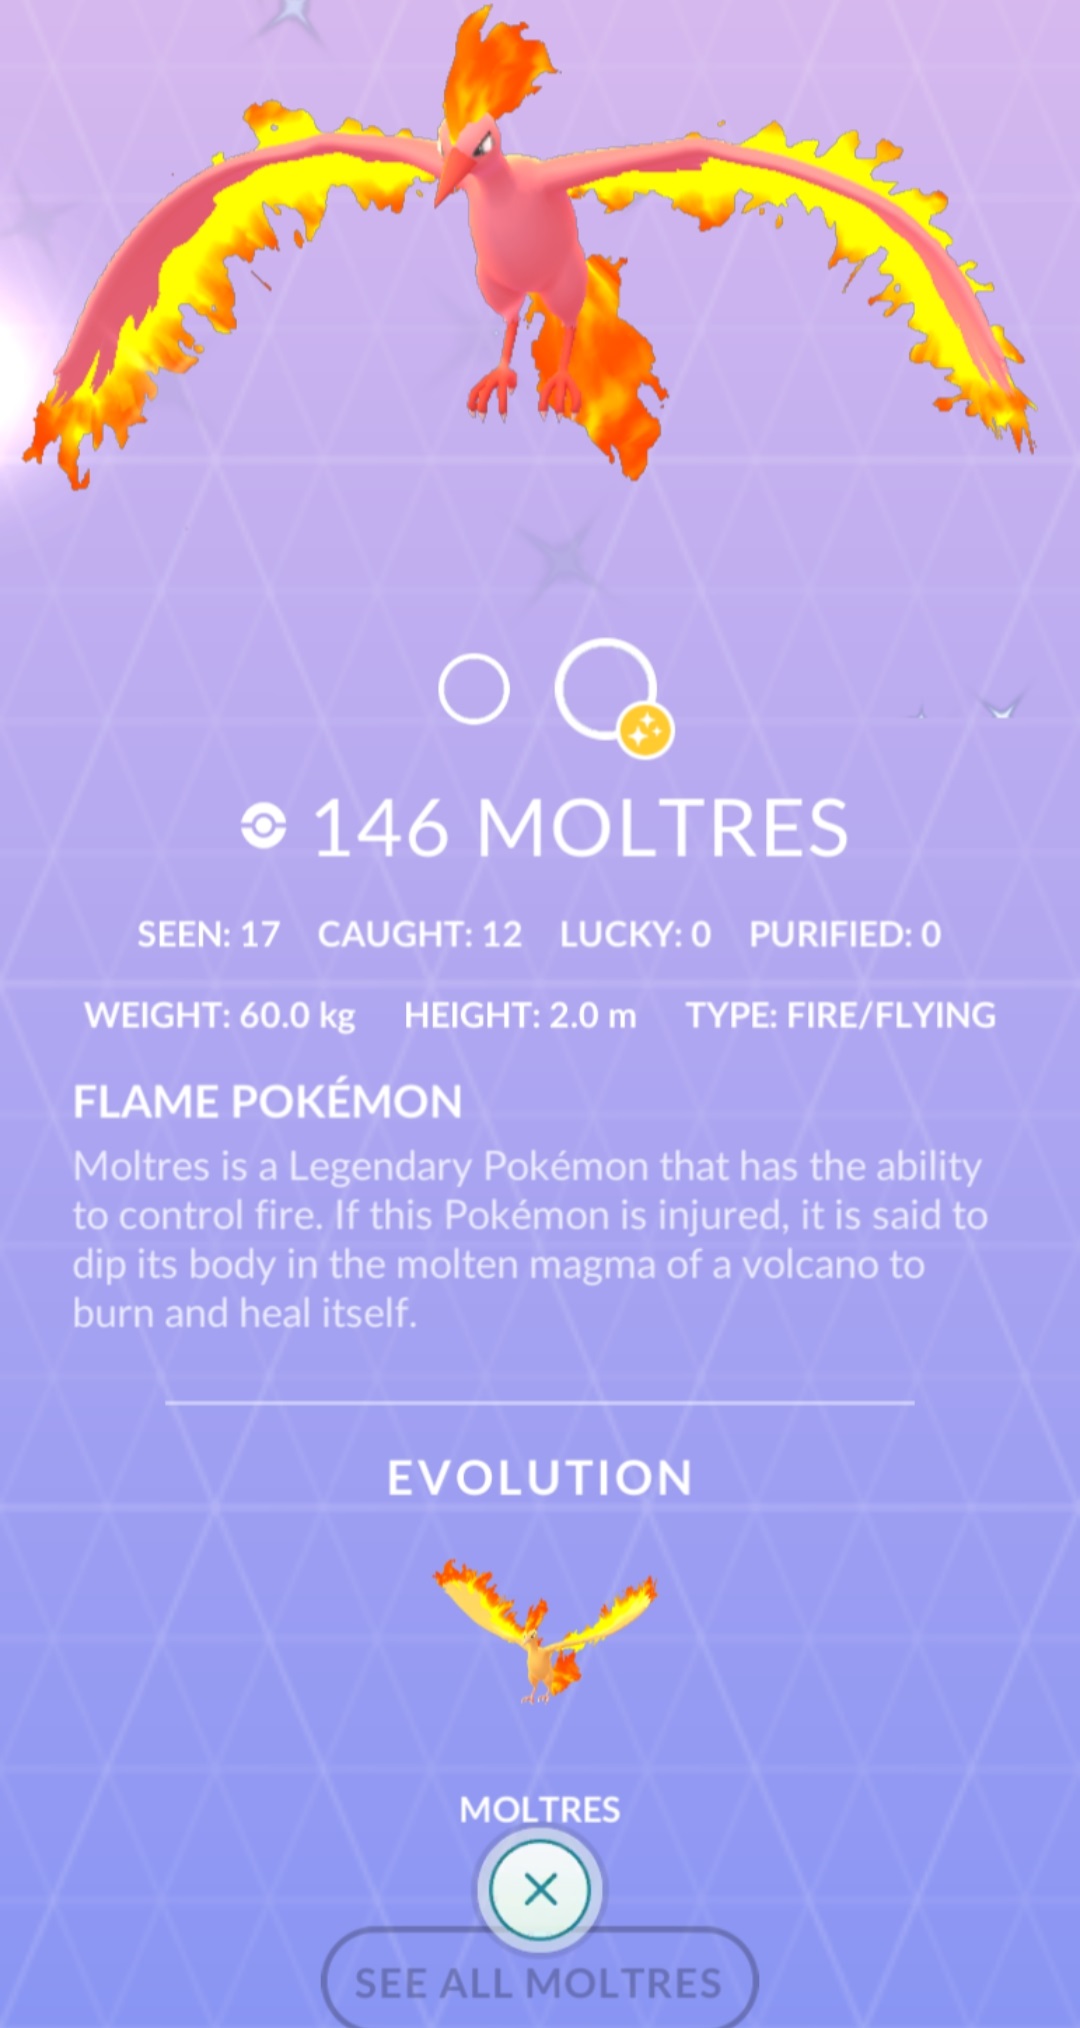 146 MOLTRES
SEEN: 17 CAUGHT: 12 LUCKY: 0 PURIFIED: 0
WEIGHT: 60.0 kg HEIGHT: 2.0 m TYPE: FIRE/FLYING
FLAME POKÉMON
Moltres is a Legendary Pokémon that has the ability
to control fire. If this Pokémon is injured, it is said to
dip its body in the molten magma of a volcano to
burn and heal itself.
EVOLUTION
MOLTRES
SEE ALL MOLTRES